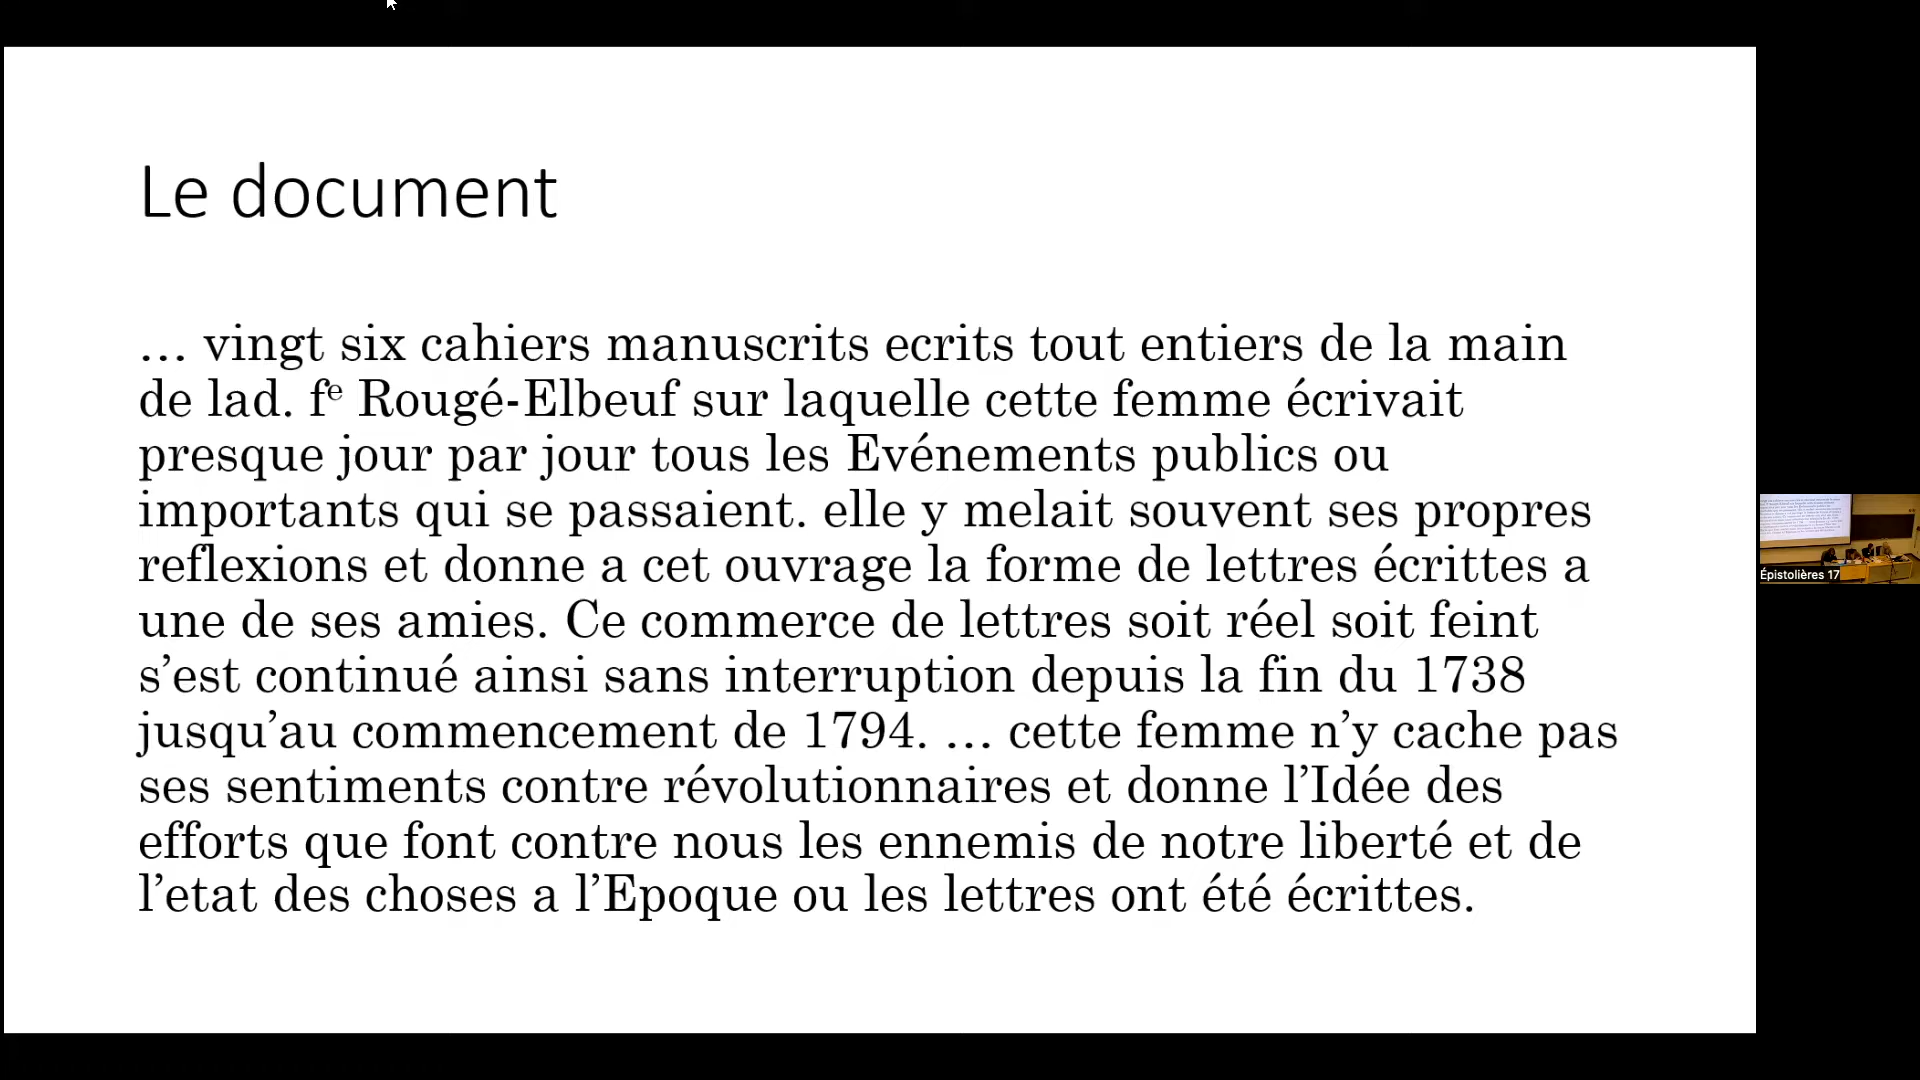 Le document
… vingt six cahiers manuscrits ecrits tout entiers de la main
de lad. fᵉ Rougé-Elbeuf sur laquelle cette femme écrivait
presque jour par jour tous les Evénements publics ou
importants qui se passaient. elle y melait souvent ses propres
reflexions et donne a cet ouvrage la forme de lettres écrittes a
une de ses amies. Ce commerce de lettres soit réel soit feint
s’est continué ainsi sans interruption depuis la fin du 1738
jusqu’au commencement de 1794. … cette femme n’y cache pas
ses sentiments contre révolutionnaires et donne l’Idée des
efforts que font contre nous les ennemis de notre liberté et de
l’etat des choses a l’Epoque ou les lettres ont été écrittes.
Épistolières 17